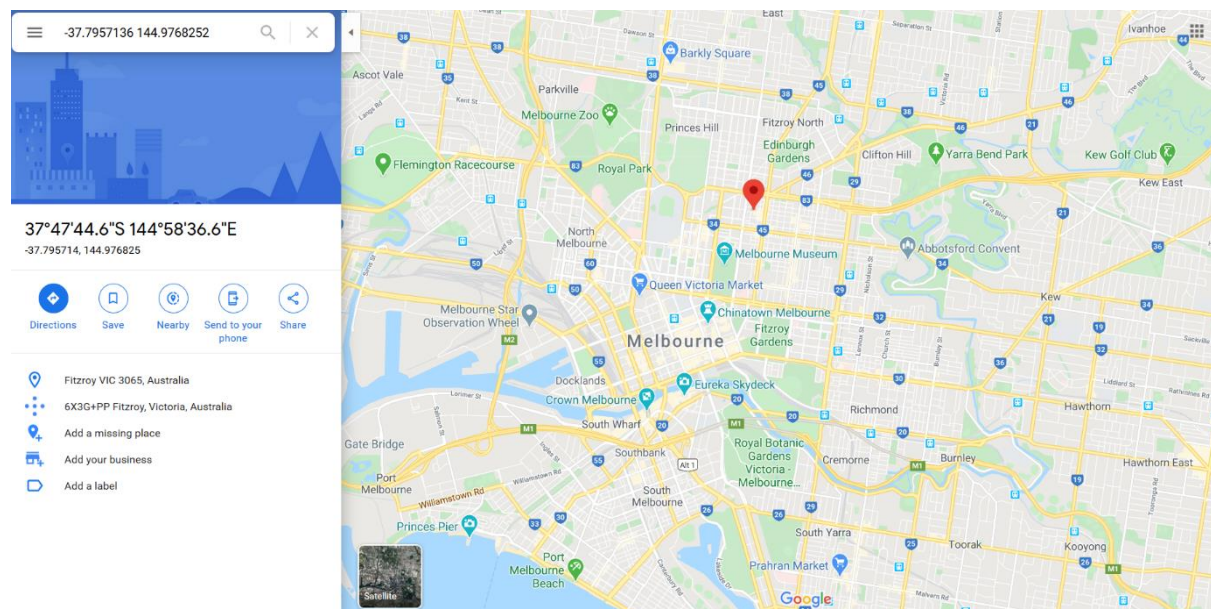 -37.7957136 144.9768252
37°47'44.6"S 144°58'36.6"E
-37.795714, 144.976825
Directions
Save
Nearby
Send to your
phone
Share
Fitzroy VIC 3065, Australia
6X3G+PP Fitzroy, Victoria, Australia
Add a missing place
Add your business
Add a label
East
Ivanhoe
Barkly Square
Ascot Vale
Parkville
Melbourne Zoo
Princes Hill
Fitzroy North
Edinburgh
Gardens
Clifton Hill
Yarra Bend Park
Kew Golf Club
Flemington Racecourse
Royal Park
Kew East
North
Melbourne
Abbotsford Convent
Melbourne Museum
Queen Victoria Market
Kew
Melbourne Star
Observation Wheel
Chinatown Melbourne
Fitzroy
Gardens
Melbourne
M2
Docklands
Eureka Skydeck
Crown Melbourne
Richmond
Hawthorn
South Wharf
M1
Gate Bridge
Southbank
Royal Botanic
Gardens
Victoria -
Melbourne...
Cremorne
Burnley
Hawthorn East
Alt 1
Port
Melbourne
Williamstown Rd
South
Melbourne
Princes Pier
South Yarra
Toorak
Kooyong
Port
Melbourne
Beach
Prahran Market
Satellite
Google